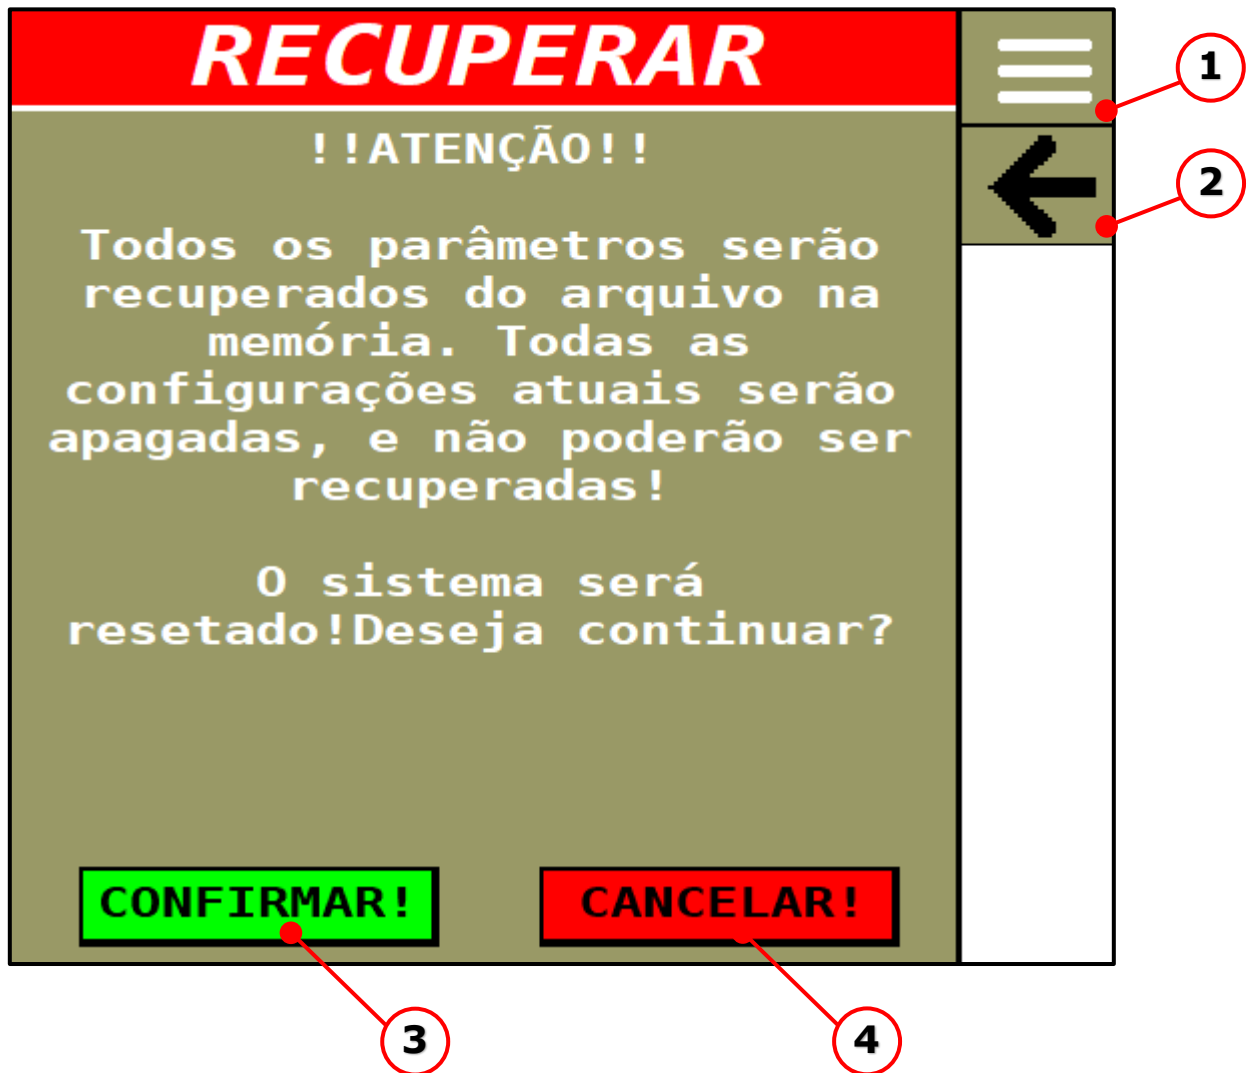 RECUPERAR
1
!!ATENÇÃO!!
2
Todos os parâmetros serão
recuperados do arquivo na
memória. Todas as
configurações atuais serão
apagadas, e não poderão ser
recuperadas!
O sistema será
resetado!Deseja continuar?
CONFIRMAR!
CANCELAR!
3
4